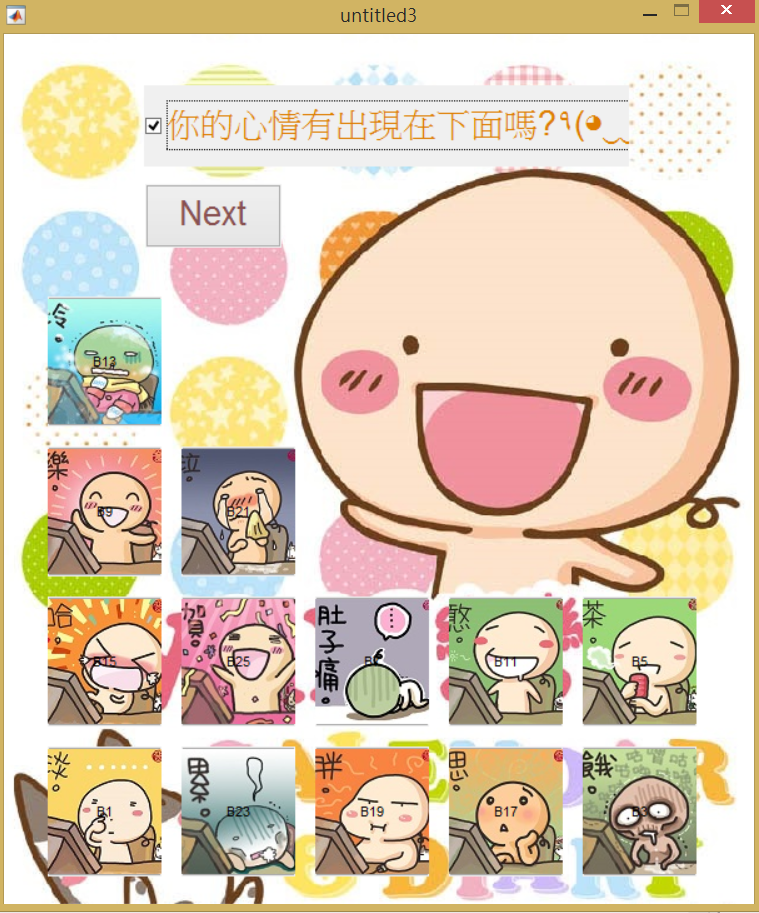 untitled3
你的心情有出現在下面嗎?٩(◕‿
Next
冷。
B13
樂。
B9
泣。
B21
哈。
B15
賀。
B25
肚子痛。
憨。
B11
茶。
B5
淡。
B1
累。
B23
胖。
B19
思。
B17
餓。
B3